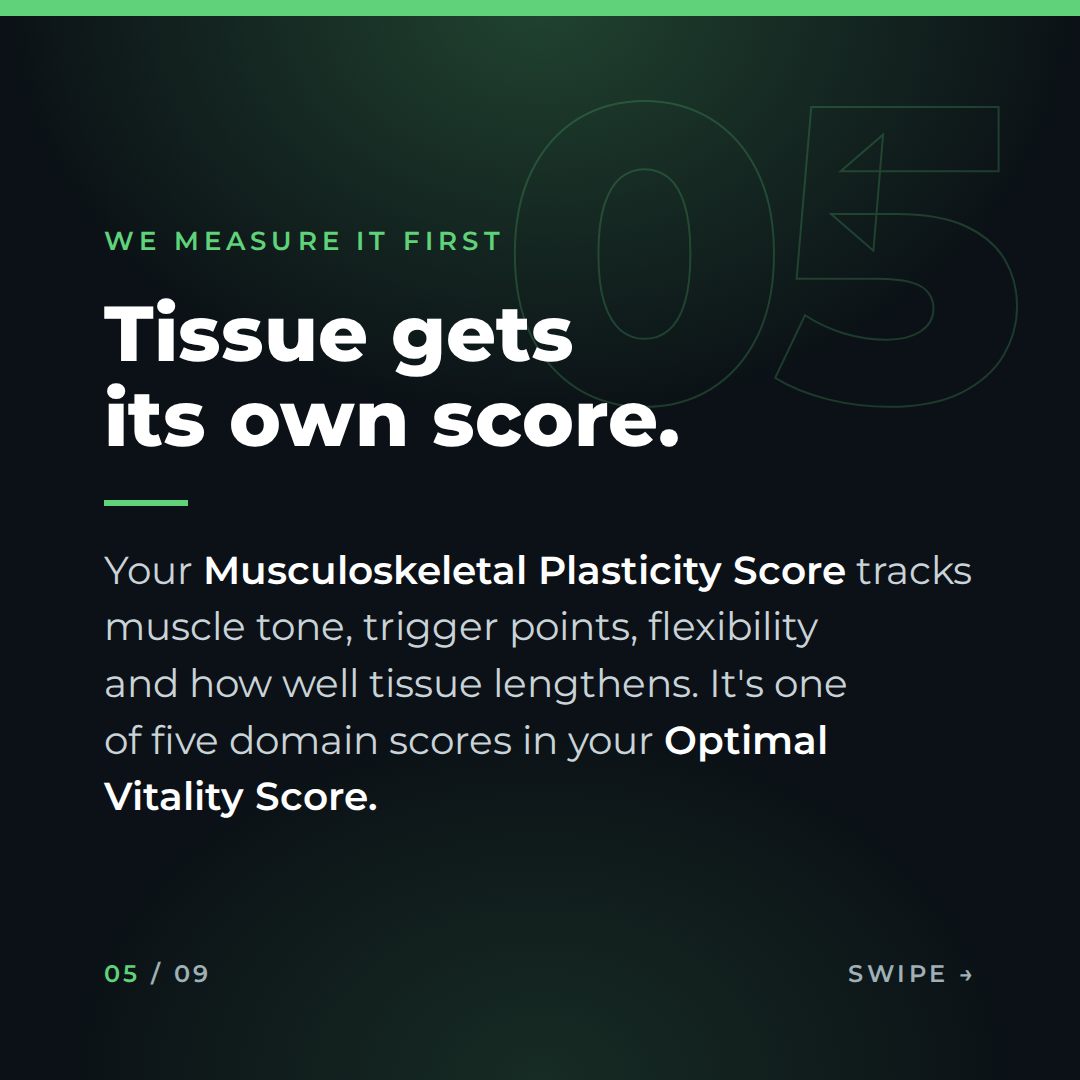 05
WE MEASURE IT FIRST
Tissue gets
its own score.
Your Musculoskeletal Plasticity Score tracks
muscle tone, trigger points, flexibility
and how well tissue lengthens. It's one
of five domain scores in your Optimal
Vitality Score.
05 / 09
SWIPE →